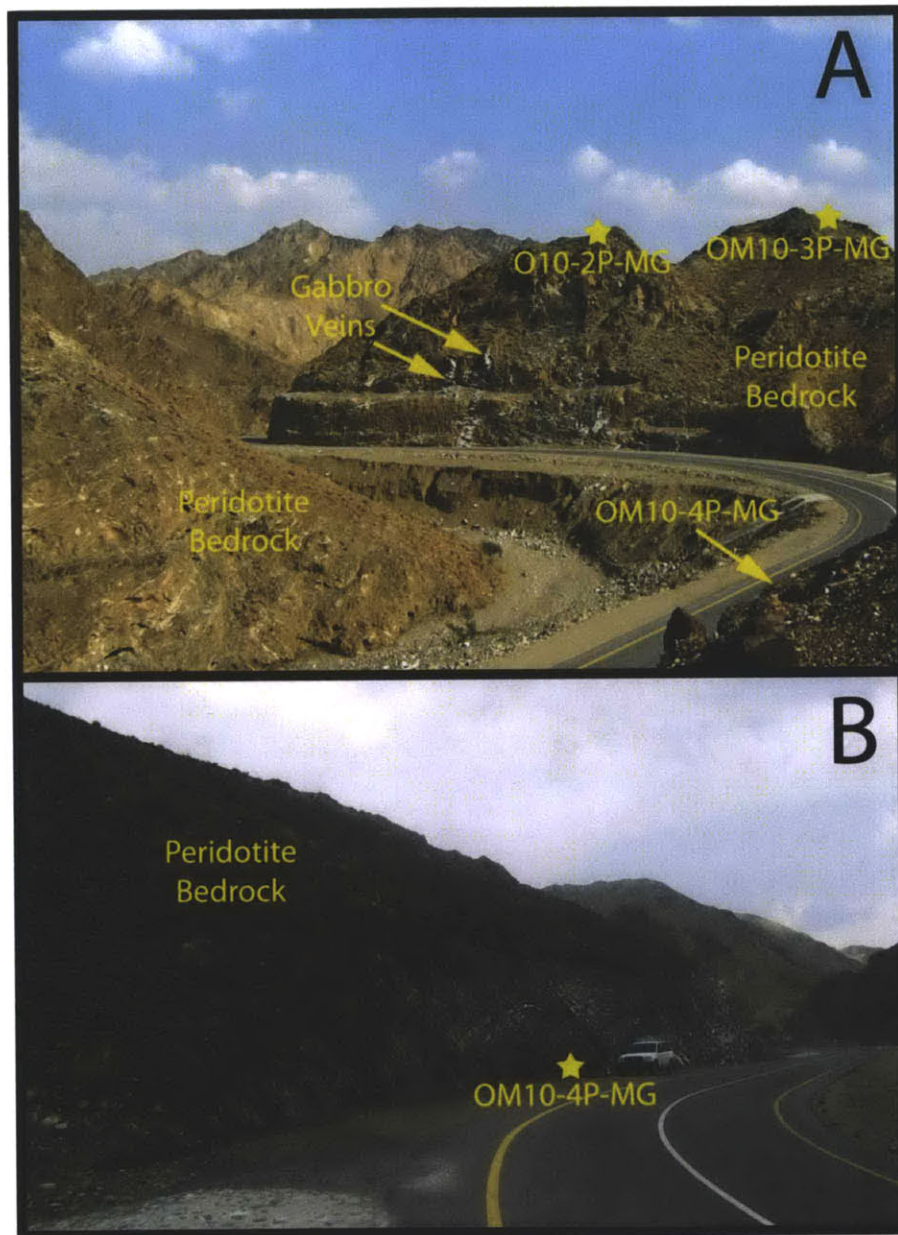 A
O10-2P-MG
OM10-3P-MG
Gabbro
Veins
Peridotite
Bedrock
Peridotite
Bedrock
OM10-4P-MG
B
Peridotite
Bedrock
OM10-4P-MG